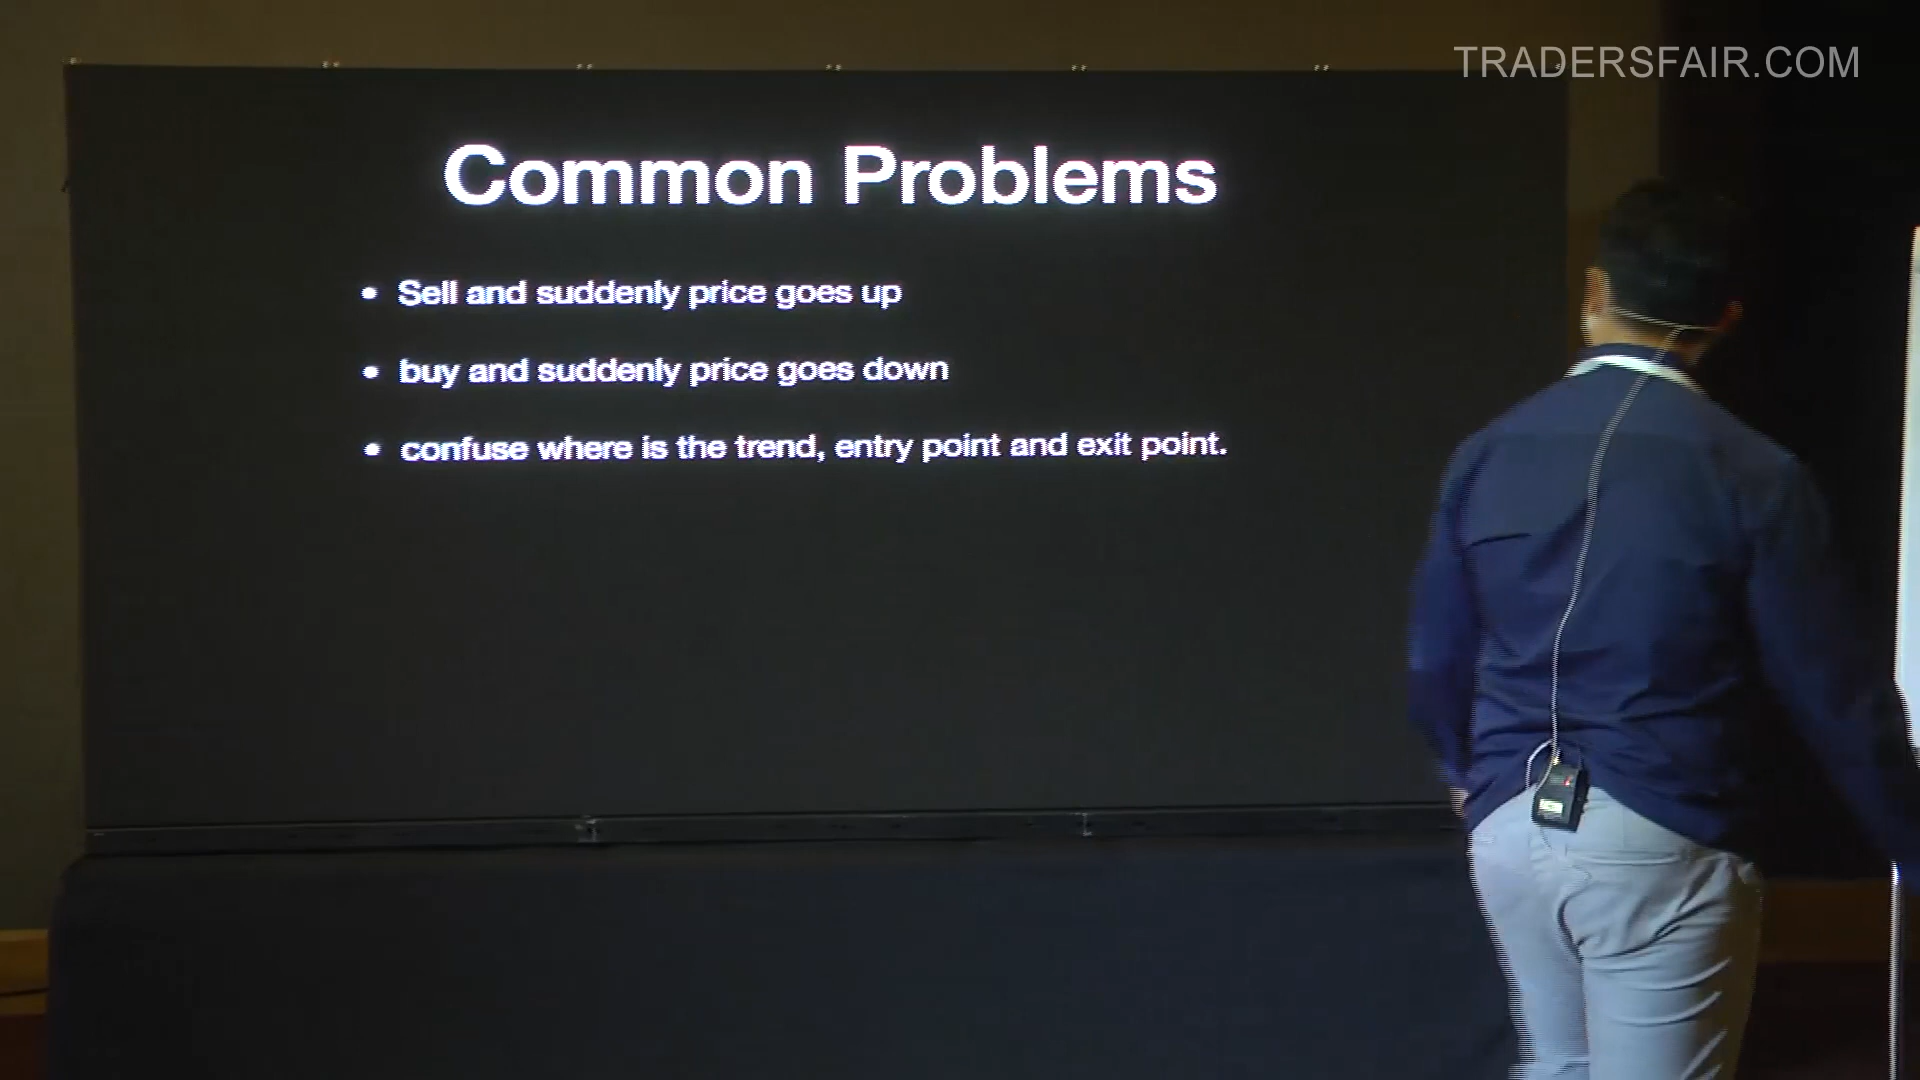 TRADERSFAIR.COM
Common Problems
• Sell and suddenly price goes up
• buy and suddenly price goes down
• confuse where is the trend, entry point and exit point.